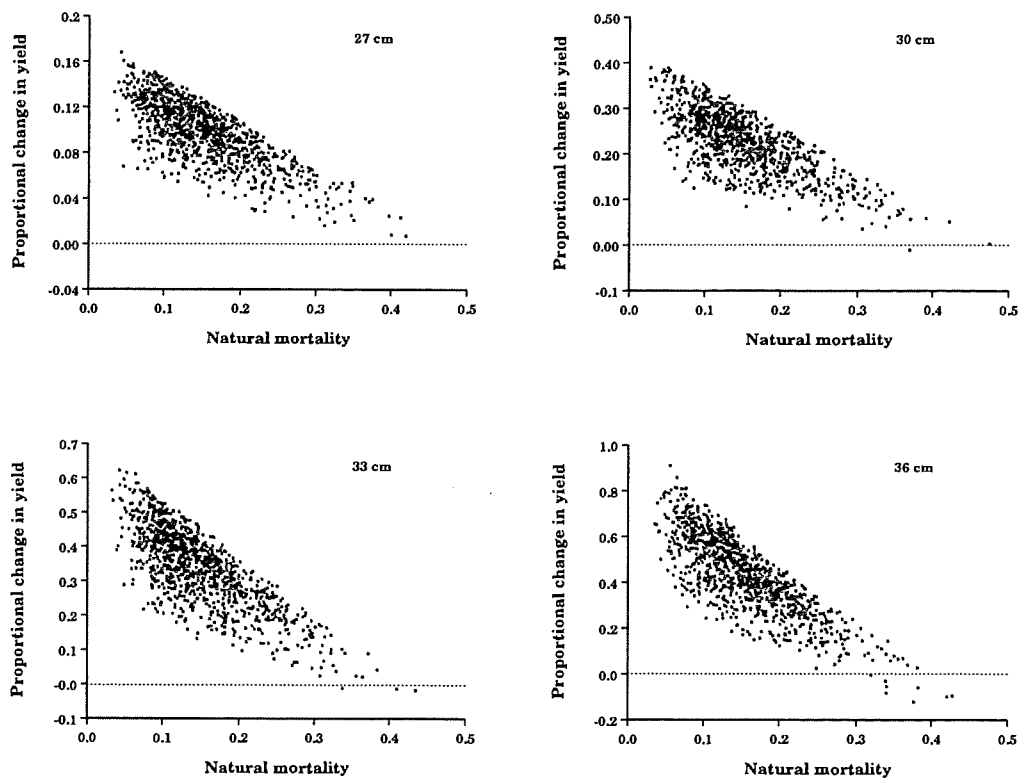 27 cm
Proportional change in yield
0.2
0.16
0.12
0.08
0.04
0.00
-0.04
0.0 0.1 0.2 0.3 0.4 0.5
Natural mortality
30 cm
Proportional change in yield
0.50
0.40
0.30
0.20
0.10
0.00
-0.1
0.0 0.1 0.2 0.3 0.4 0.5
Natural mortality
33 cm
Proportional change in yield
0.7
0.6
0.5
0.4
0.3
0.2
0.1
-0.0
-0.1
0.0 0.1 0.2 0.3 0.4 0.5
Natural mortality
36 cm
Proportional change in yield
1.0
0.8
0.6
0.4
0.2
0.0
-0.2
0.0 0.1 0.2 0.3 0.4 0.5
Natural mortality